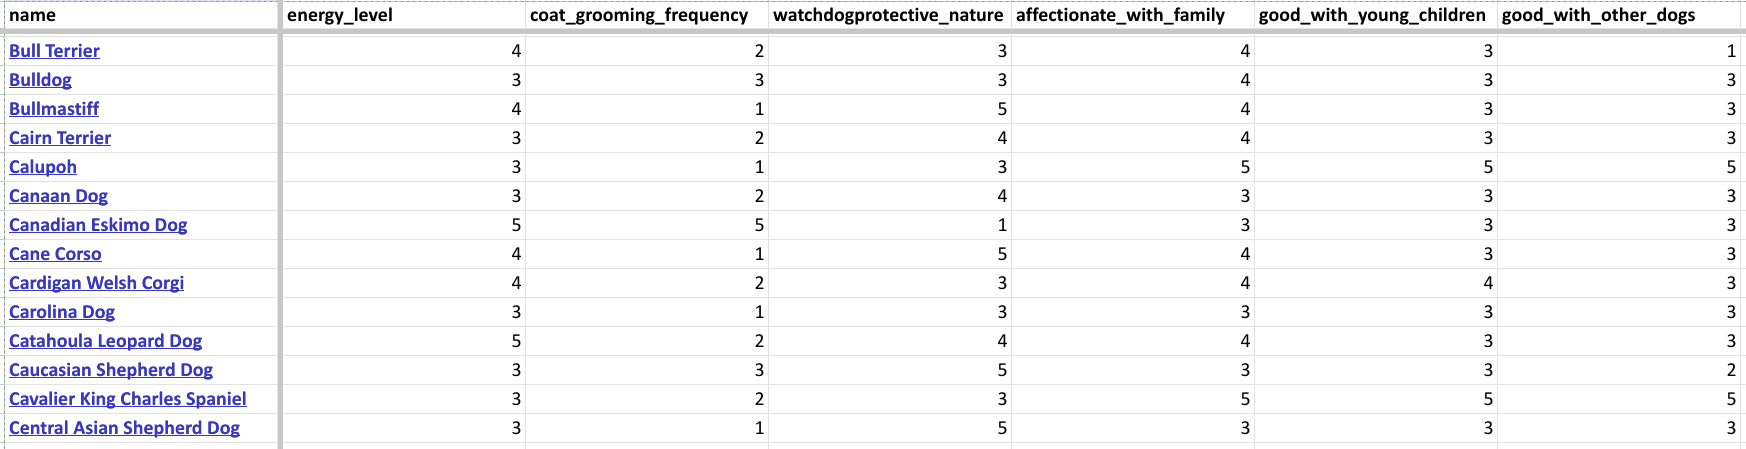 name energy_level coat_grooming_frequency watchdogprotective_nature affectionate_with_family good_with_young_children good_with_other_dogs
Bull Terrier 4 2 3 4 3 1
Bulldog 3 3 3 4 3 3
Bullmastiff 4 1 5 4 3 3
Cairn Terrier 3 2 4 4 3 3
Calupoh 3 1 3 5 5 5
Canaan Dog 3 2 4 3 3 3
Canadian Eskimo Dog 5 5 1 3 3 3
Cane Corso 4 1 5 4 3 3
Cardigan Welsh Corgi 4 2 3 4 4 3
Carolina Dog 3 1 3 3 3 3
Catahoula Leopard Dog 5 2 4 4 3 3
Caucasian Shepherd Dog 3 3 5 3 3 2
Cavalier King Charles Spaniel 3 2 3 5 5 5
Central Asian Shepherd Dog 3 1 5 3 3 3